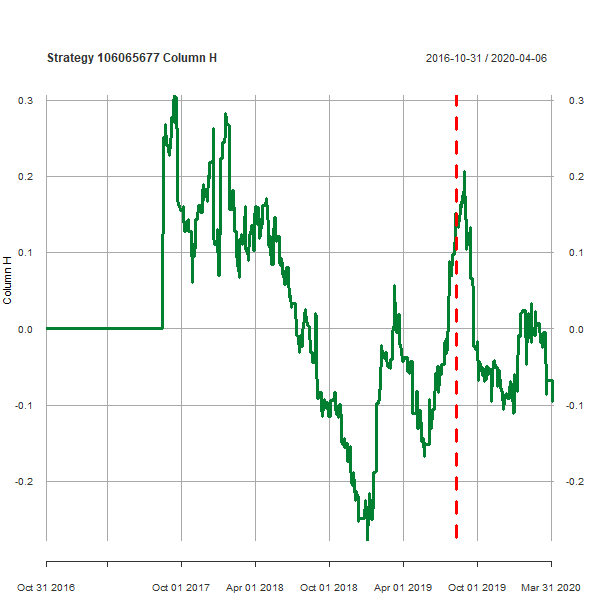 Strategy 106065677 Column H
2016-10-31 / 2020-04-06
0.3
0.3
0.2
0.2
0.1
0.1
Column H
0.0
0.0
-0.1
-0.1
-0.2
-0.2
Oct 31 2016
Oct 01 2017
Apr 01 2018
Oct 01 2018
Apr 01 2019
Oct 01 2019
Mar 31 2020